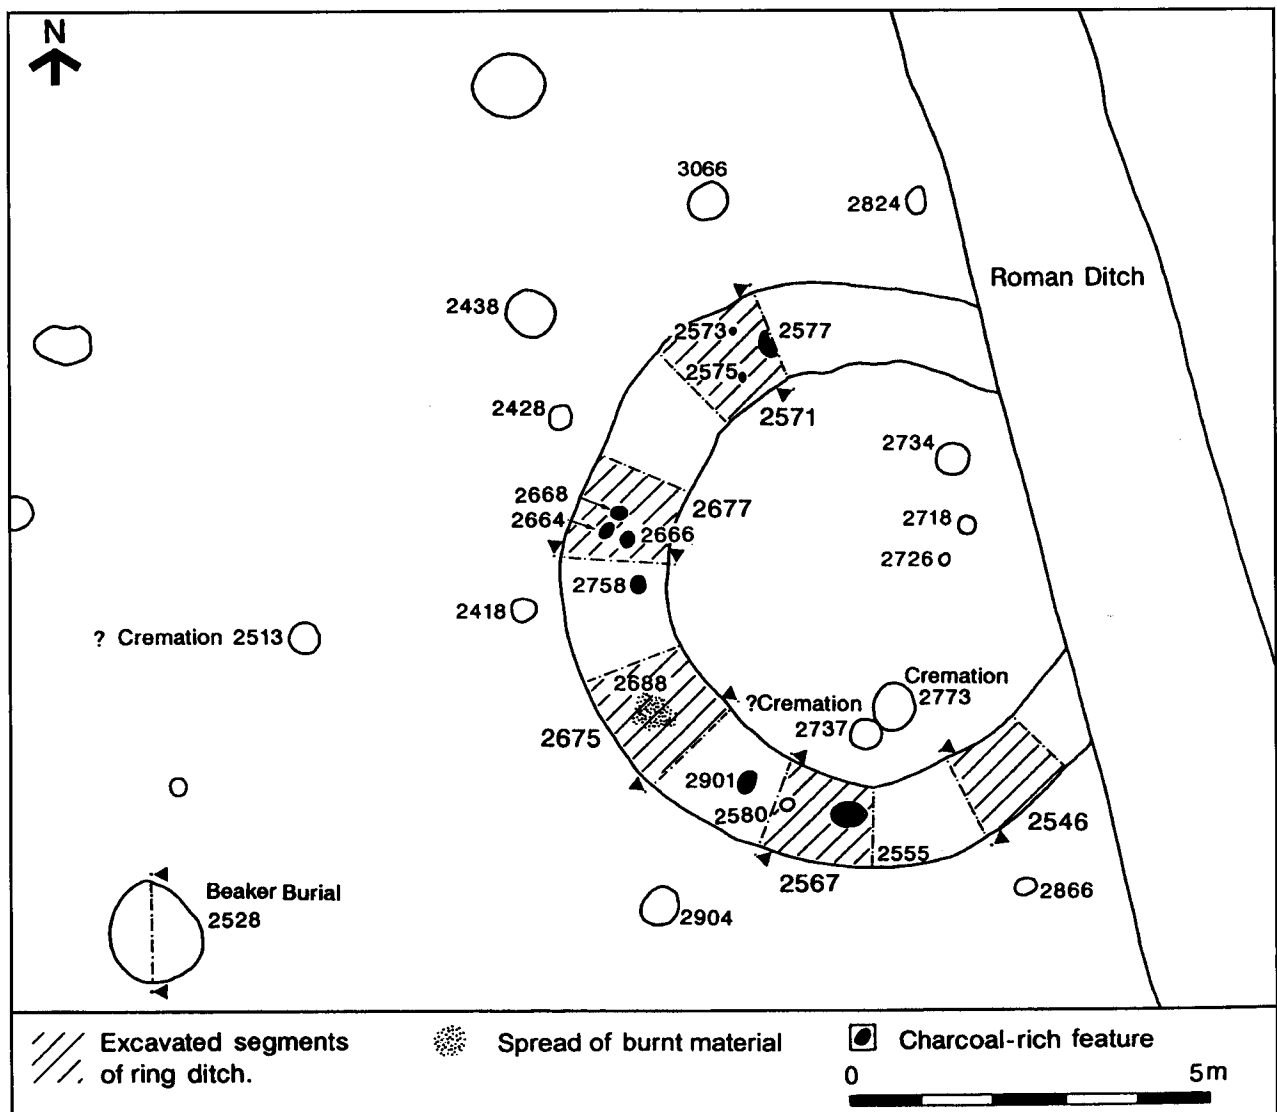 N
3066
2824
Roman Ditch
2438
2573
2577
2575
2428
2571
2734
2668
2677
2664
2666
2718
2726
2758
2418
? Cremation 2513
2688
Cremation
2773
?Cremation
2737
2675
2901
2580
2546
2555
2567
2866
Beaker Burial
2528
2904
Excavated segments
of ring ditch.
Spread of burnt material
Charcoal-rich feature
0
5m